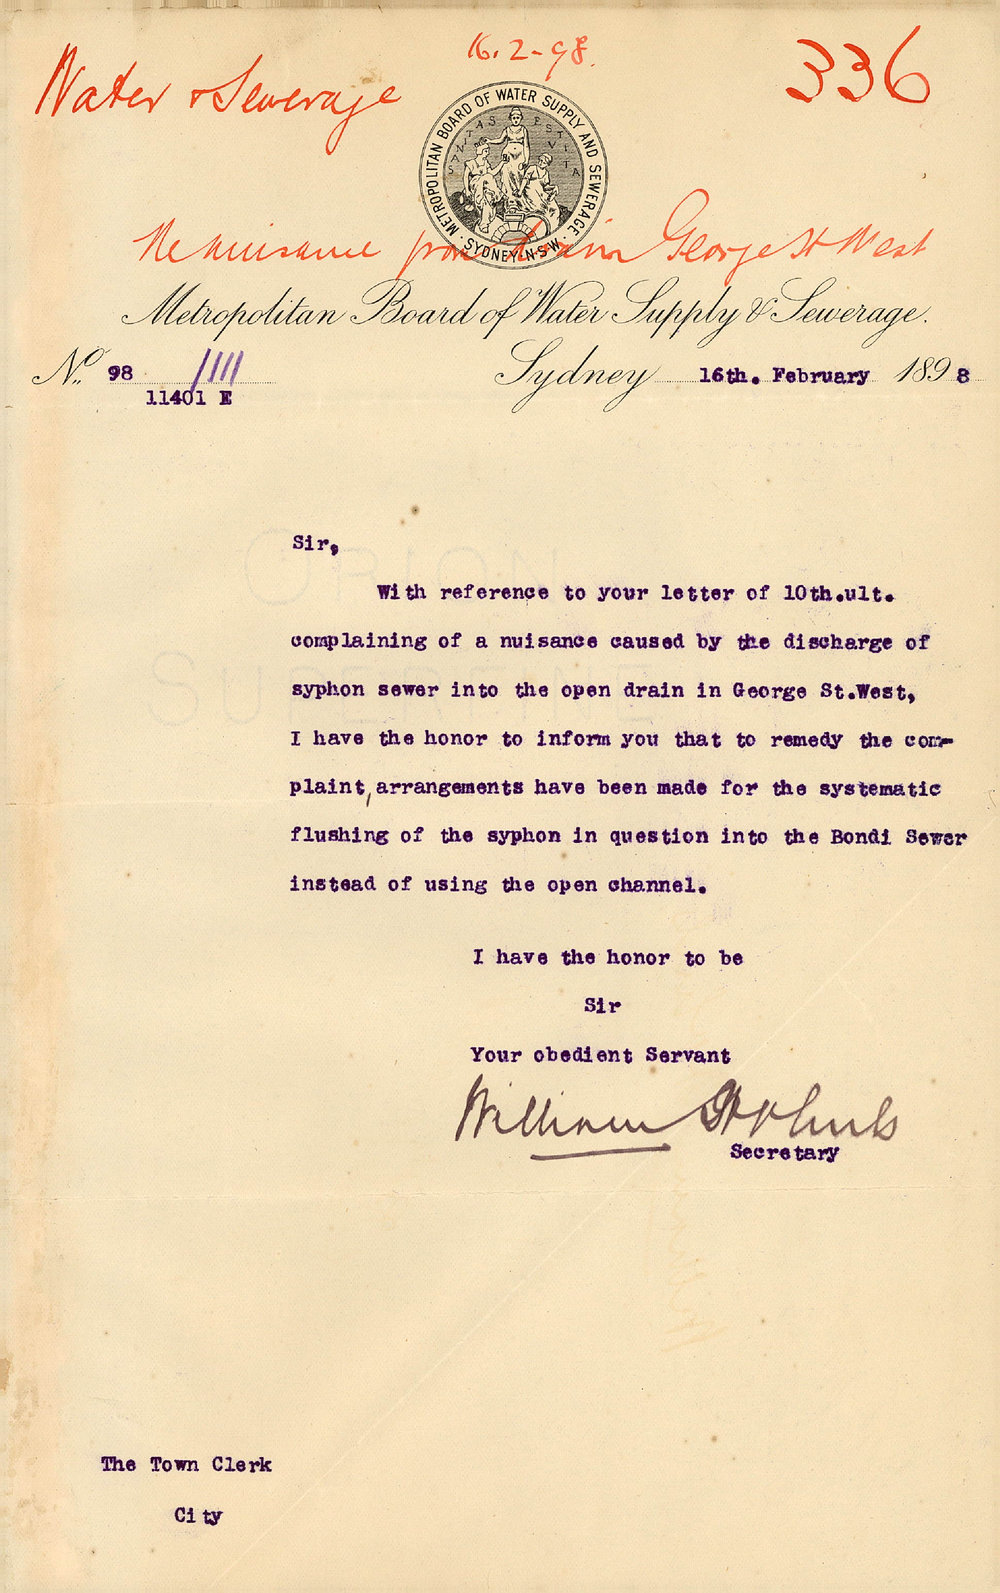 16.2-98.
336
Water & Sewerage
METROPOLITAN BOARD OF WATER SUPPLY AND SEWERAGE
SANITAS EST VITA
· SYDNEY·N·S·W. ·
Re nuisance from drain George St West
Metropolitan Board of Water Supply & Sewerage.
No. 98
11401 E
Sydney 16th. February 1898
Sir,
With reference to your letter of 10th.ult.
complaining of a nuisance caused by the discharge of
syphon sewer into the open drain in George St.West,
I have the honor to inform you that to remedy the com-
plaint, arrangements have been made for the systematic
flushing of the syphon in question into the Bondi Sewer
instead of using the open channel.
I have the honor to be
Sir
Your obedient Servant
William
Secretary
The Town Clerk
City